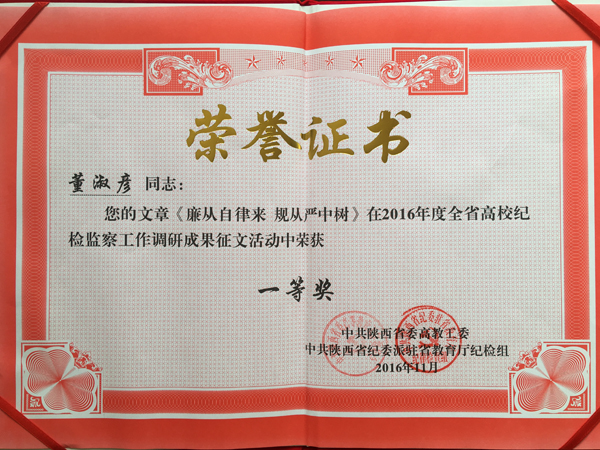 荣誉证书
董淑彦 同志：
您的文章《廉从自律来 规从严中树》在2016年度全省高校纪
检监察工作调研成果征文活动中荣获
一等奖
中共陕西省委高教工委
中共陕西省纪委派驻省教育厅纪检组
2016年11月